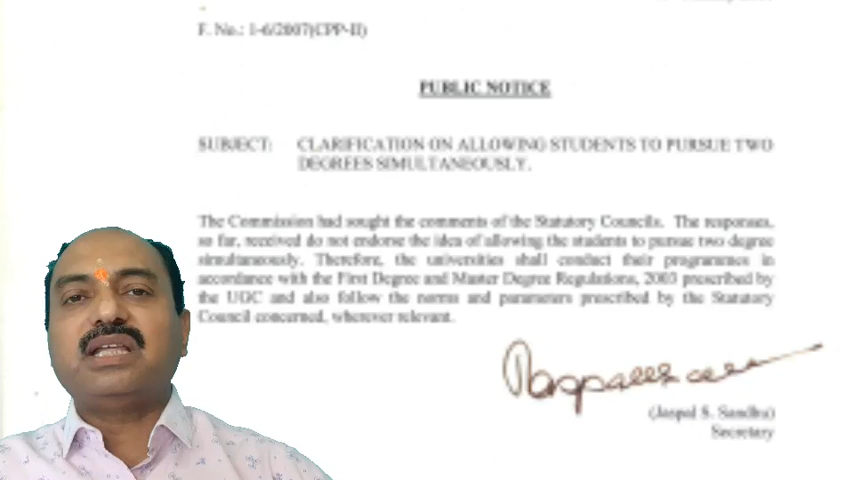 F. No.: 1-6/2007(CPP-II)
PUBLIC NOTICE
SUBJECT: CLARIFICATION ON ALLOWING STUDENTS TO PURSUE TWO
DEGREES SIMULTANEOUSLY.
The Commission had sought the comments of the Statutory Councils. The responses,
so far, received do not endorse the idea of allowing the students to pursue two degree
simultaneously. Therefore, the universities shall conduct their programmes in
accordance with the First Degree and Master Degree Regulations, 2003 prescribed by
the UGC and also follow the norms and parameters prescribed by the Statutory
Council concerned, wherever relevant.
(Jaspal S. Sandhu)
Secretary